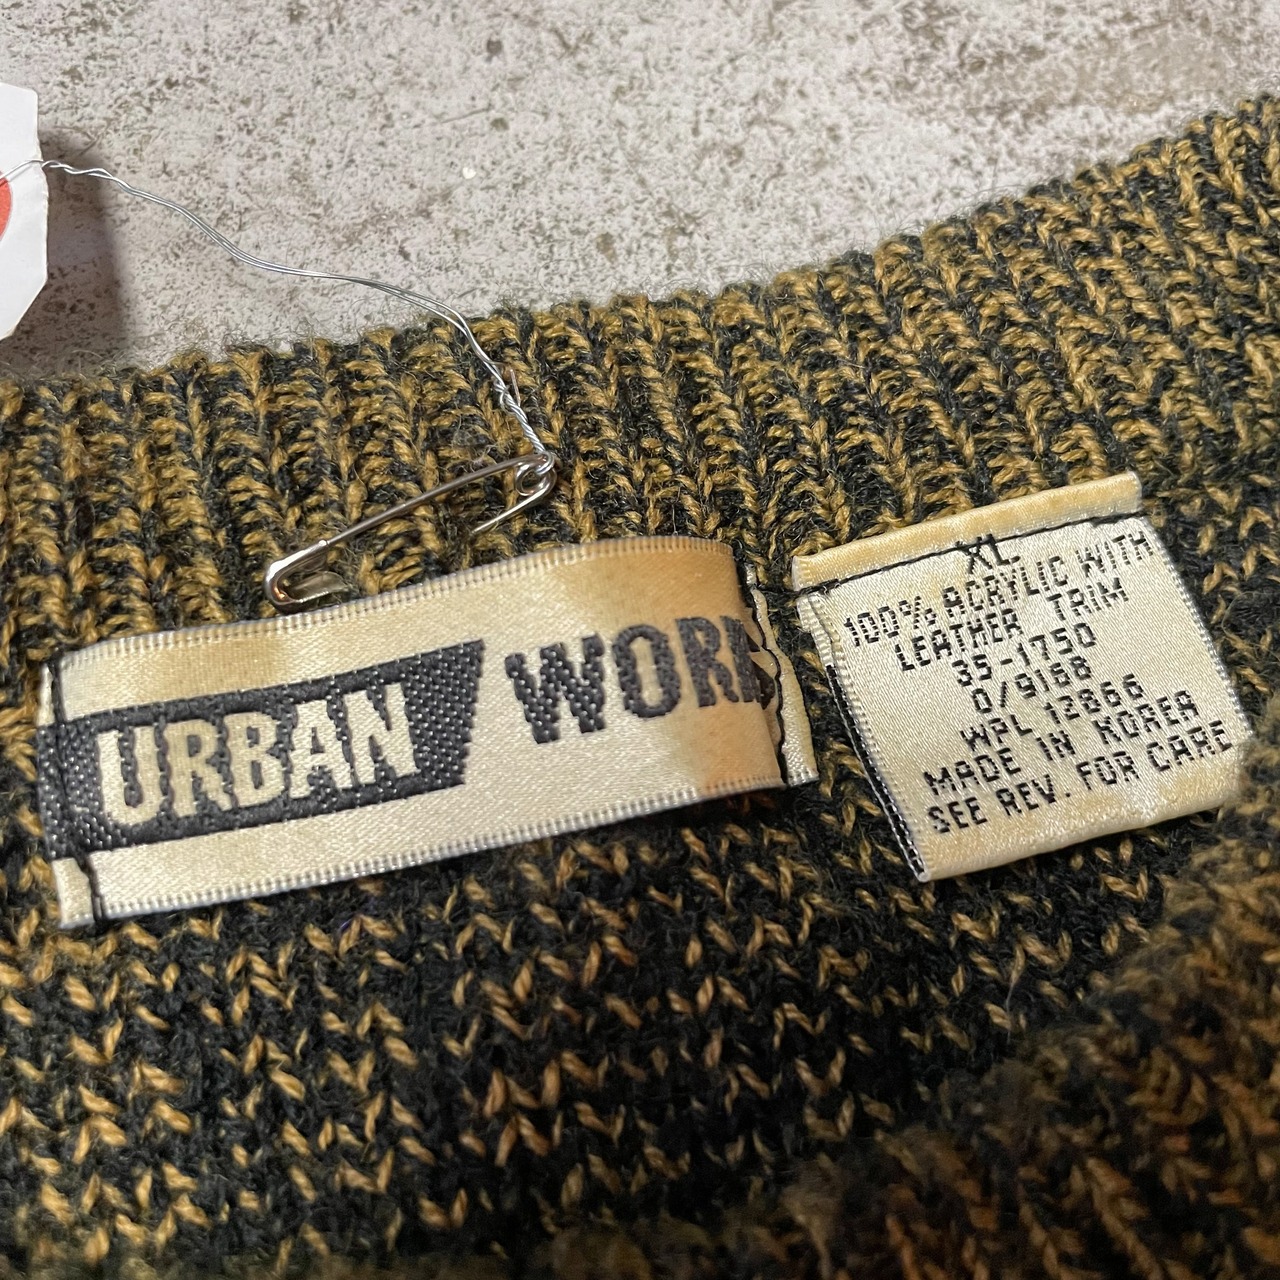 URBAN WORK
XL
100% ACRYLIC WITH
LEATHER TRIM
35-1750
0/9168
WPL 12866
MADE IN KOREA
SEE REV. FOR CARE